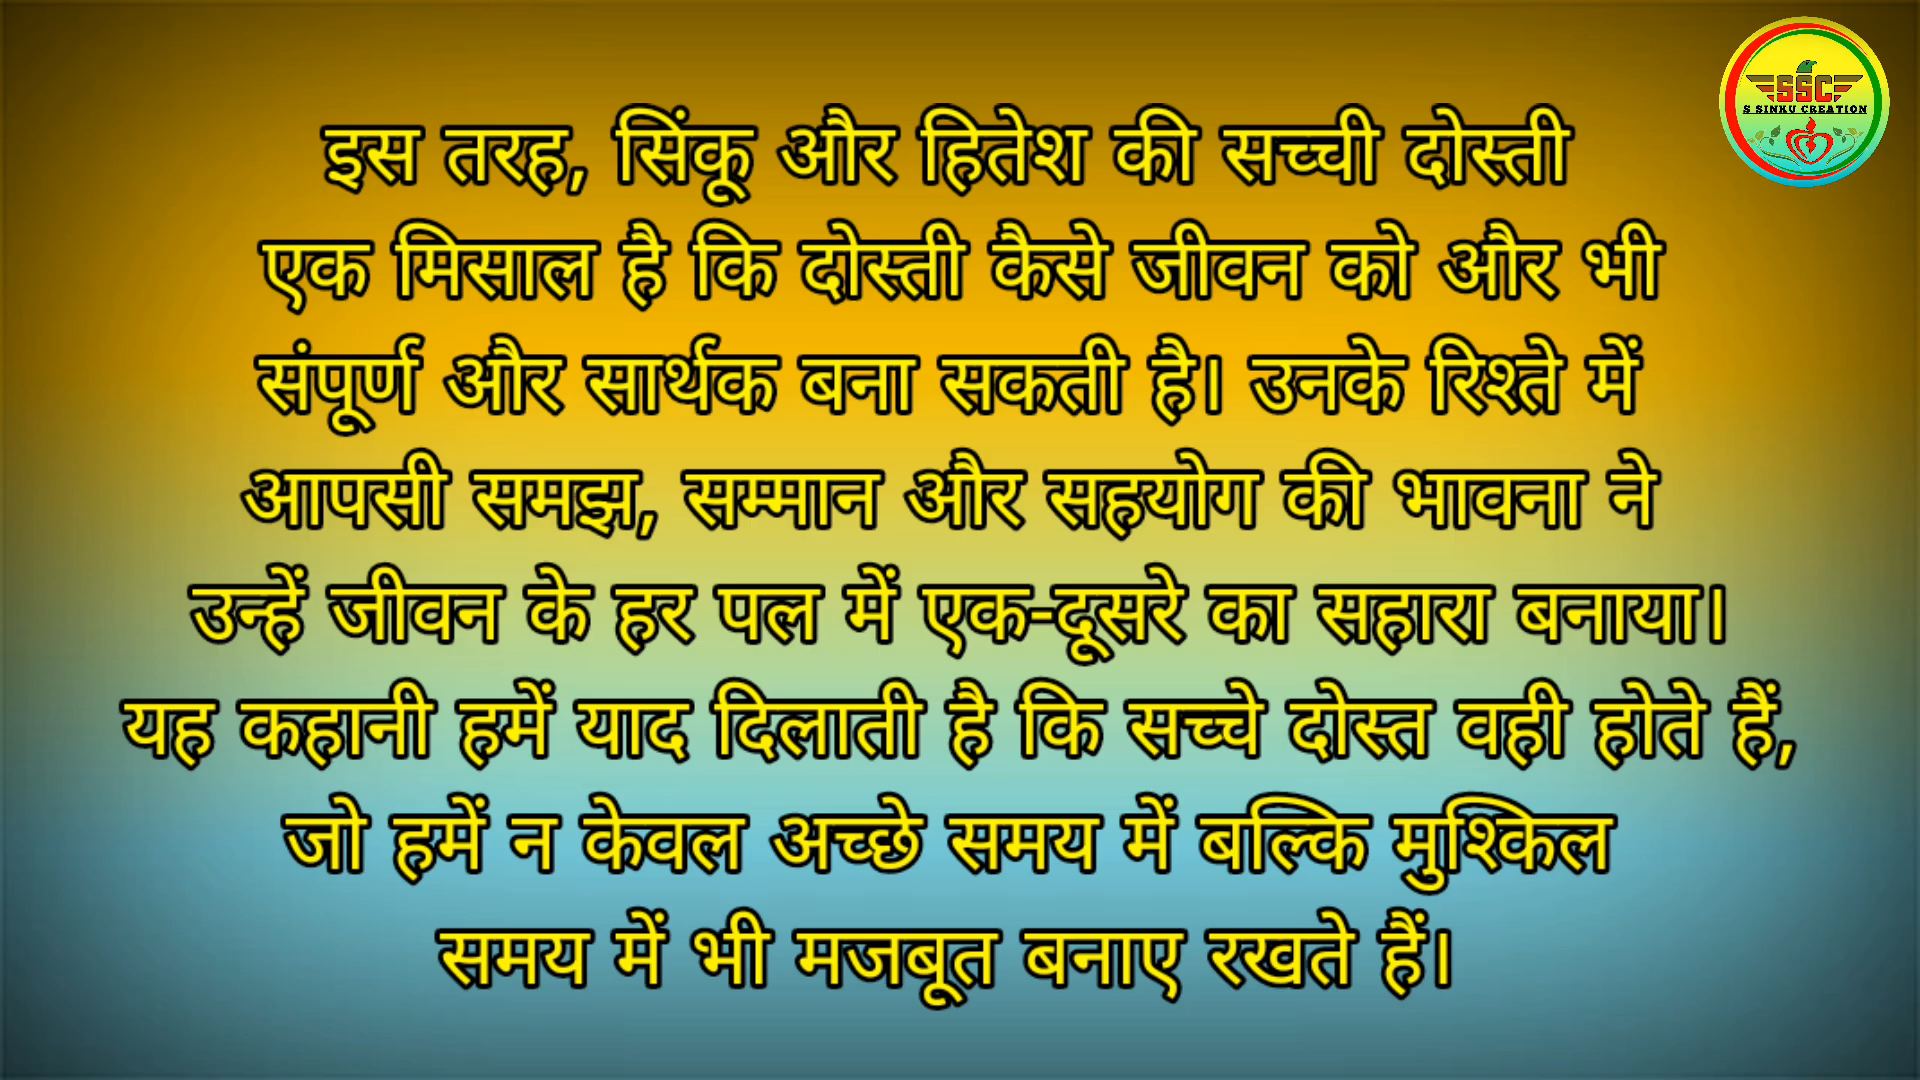 SSC
S SINKU CREATION
इस तरह, सिंकू और हितेश की सच्ची दोस्ती
एक मिसाल है कि दोस्ती कैसे जीवन को और भी
संपूर्ण और सार्थक बना सकती है। उनके रिश्ते में
आपसी समझ, सम्मान और सहयोग की भावना ने
उन्हें जीवन के हर पल में एक-दूसरे का सहारा बनाया।
यह कहानी हमें याद दिलाती है कि सच्चे दोस्त वही होते हैं,
जो हमें न केवल अच्छे समय में बल्कि मुश्किल
समय में भी मजबूत बनाए रखते हैं।